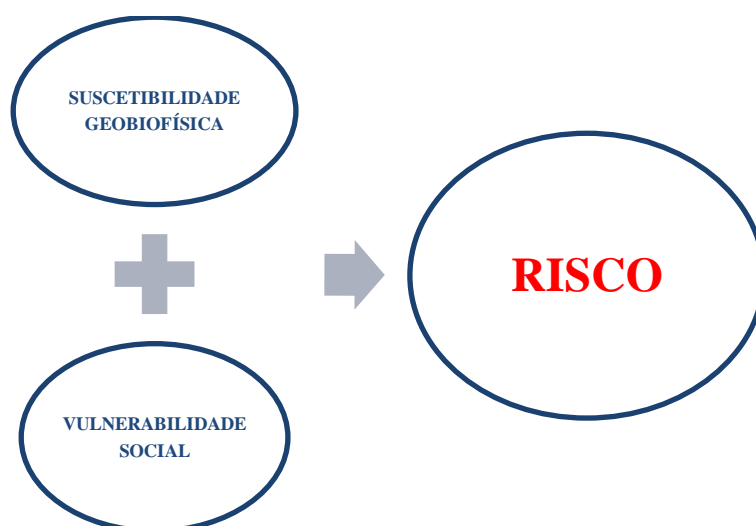 SUSCETIBILIDADE
GEOBIOFÍSICA
VULNERABILIDADE
SOCIAL
RISCO